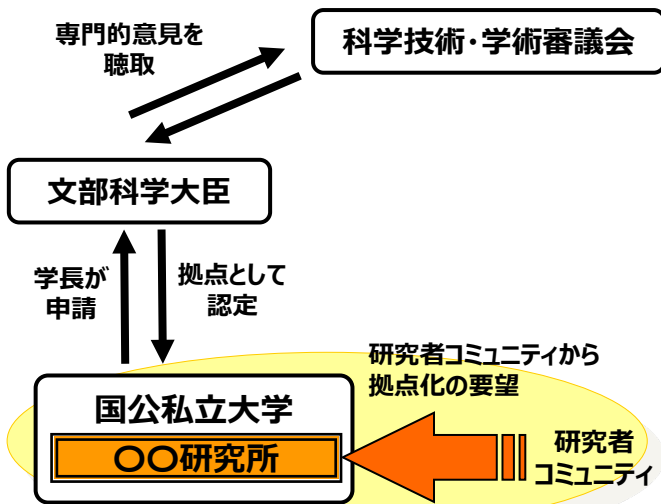 専門的意見を
聴取
科学技術・学術審議会
文部科学大臣
学長が
申請
拠点として
認定
研究者コミュニティから
拠点化の要望
国公私立大学
〇〇研究所
研究者
コミュニティ